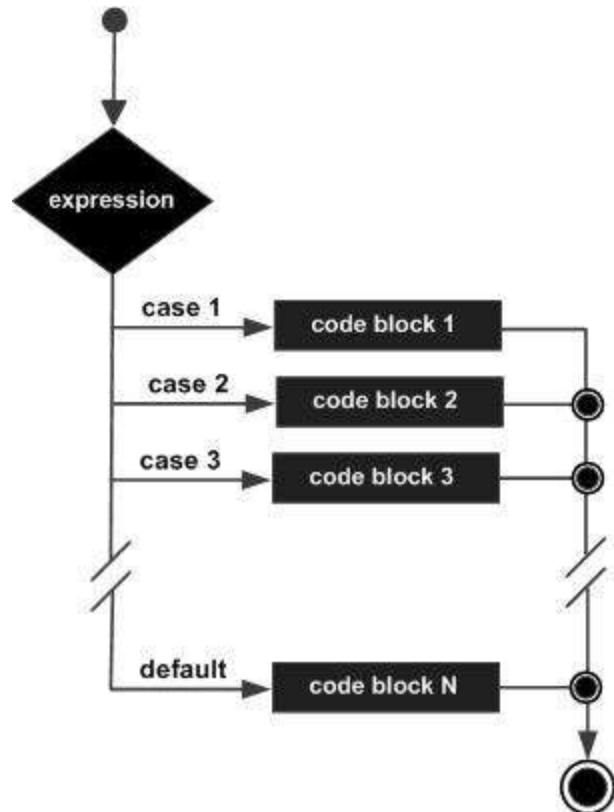 expression
case 1
code block 1
case 2
code block 2
case 3
code block 3
default
code block N